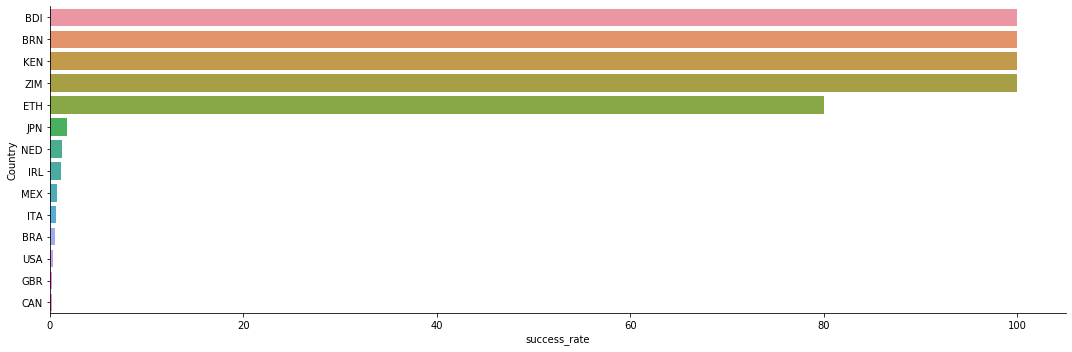 BDI
BRN
KEN
ZIM
ETH
JPN
NED
IRL
MEX
ITA
BRA
USA
GBR
CAN
Country
0 20 40 60 80 100
success_rate